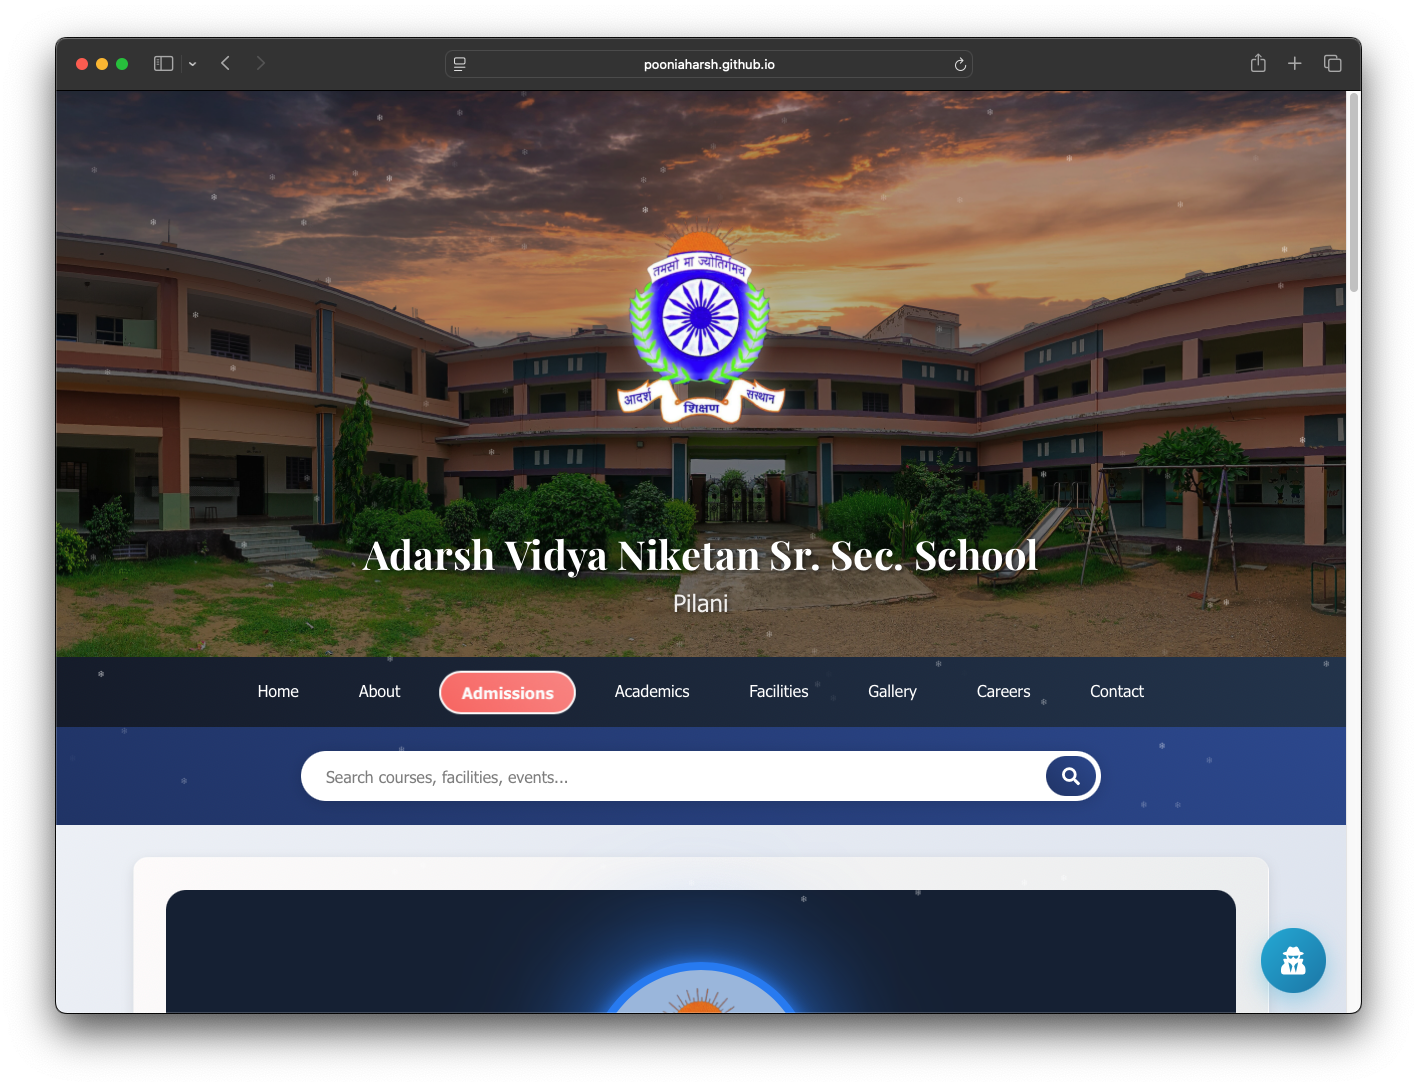 pooniaharsh.github.io
तमसो मा ज्योतिर्गमय
आदर्श
शिक्षण
संस्थान
Adarsh Vidya Niketan Sr. Sec. School
Pilani
Home
About
Admissions
Academics
Facilities
Gallery
Careers
Contact
Search courses, facilities, events...